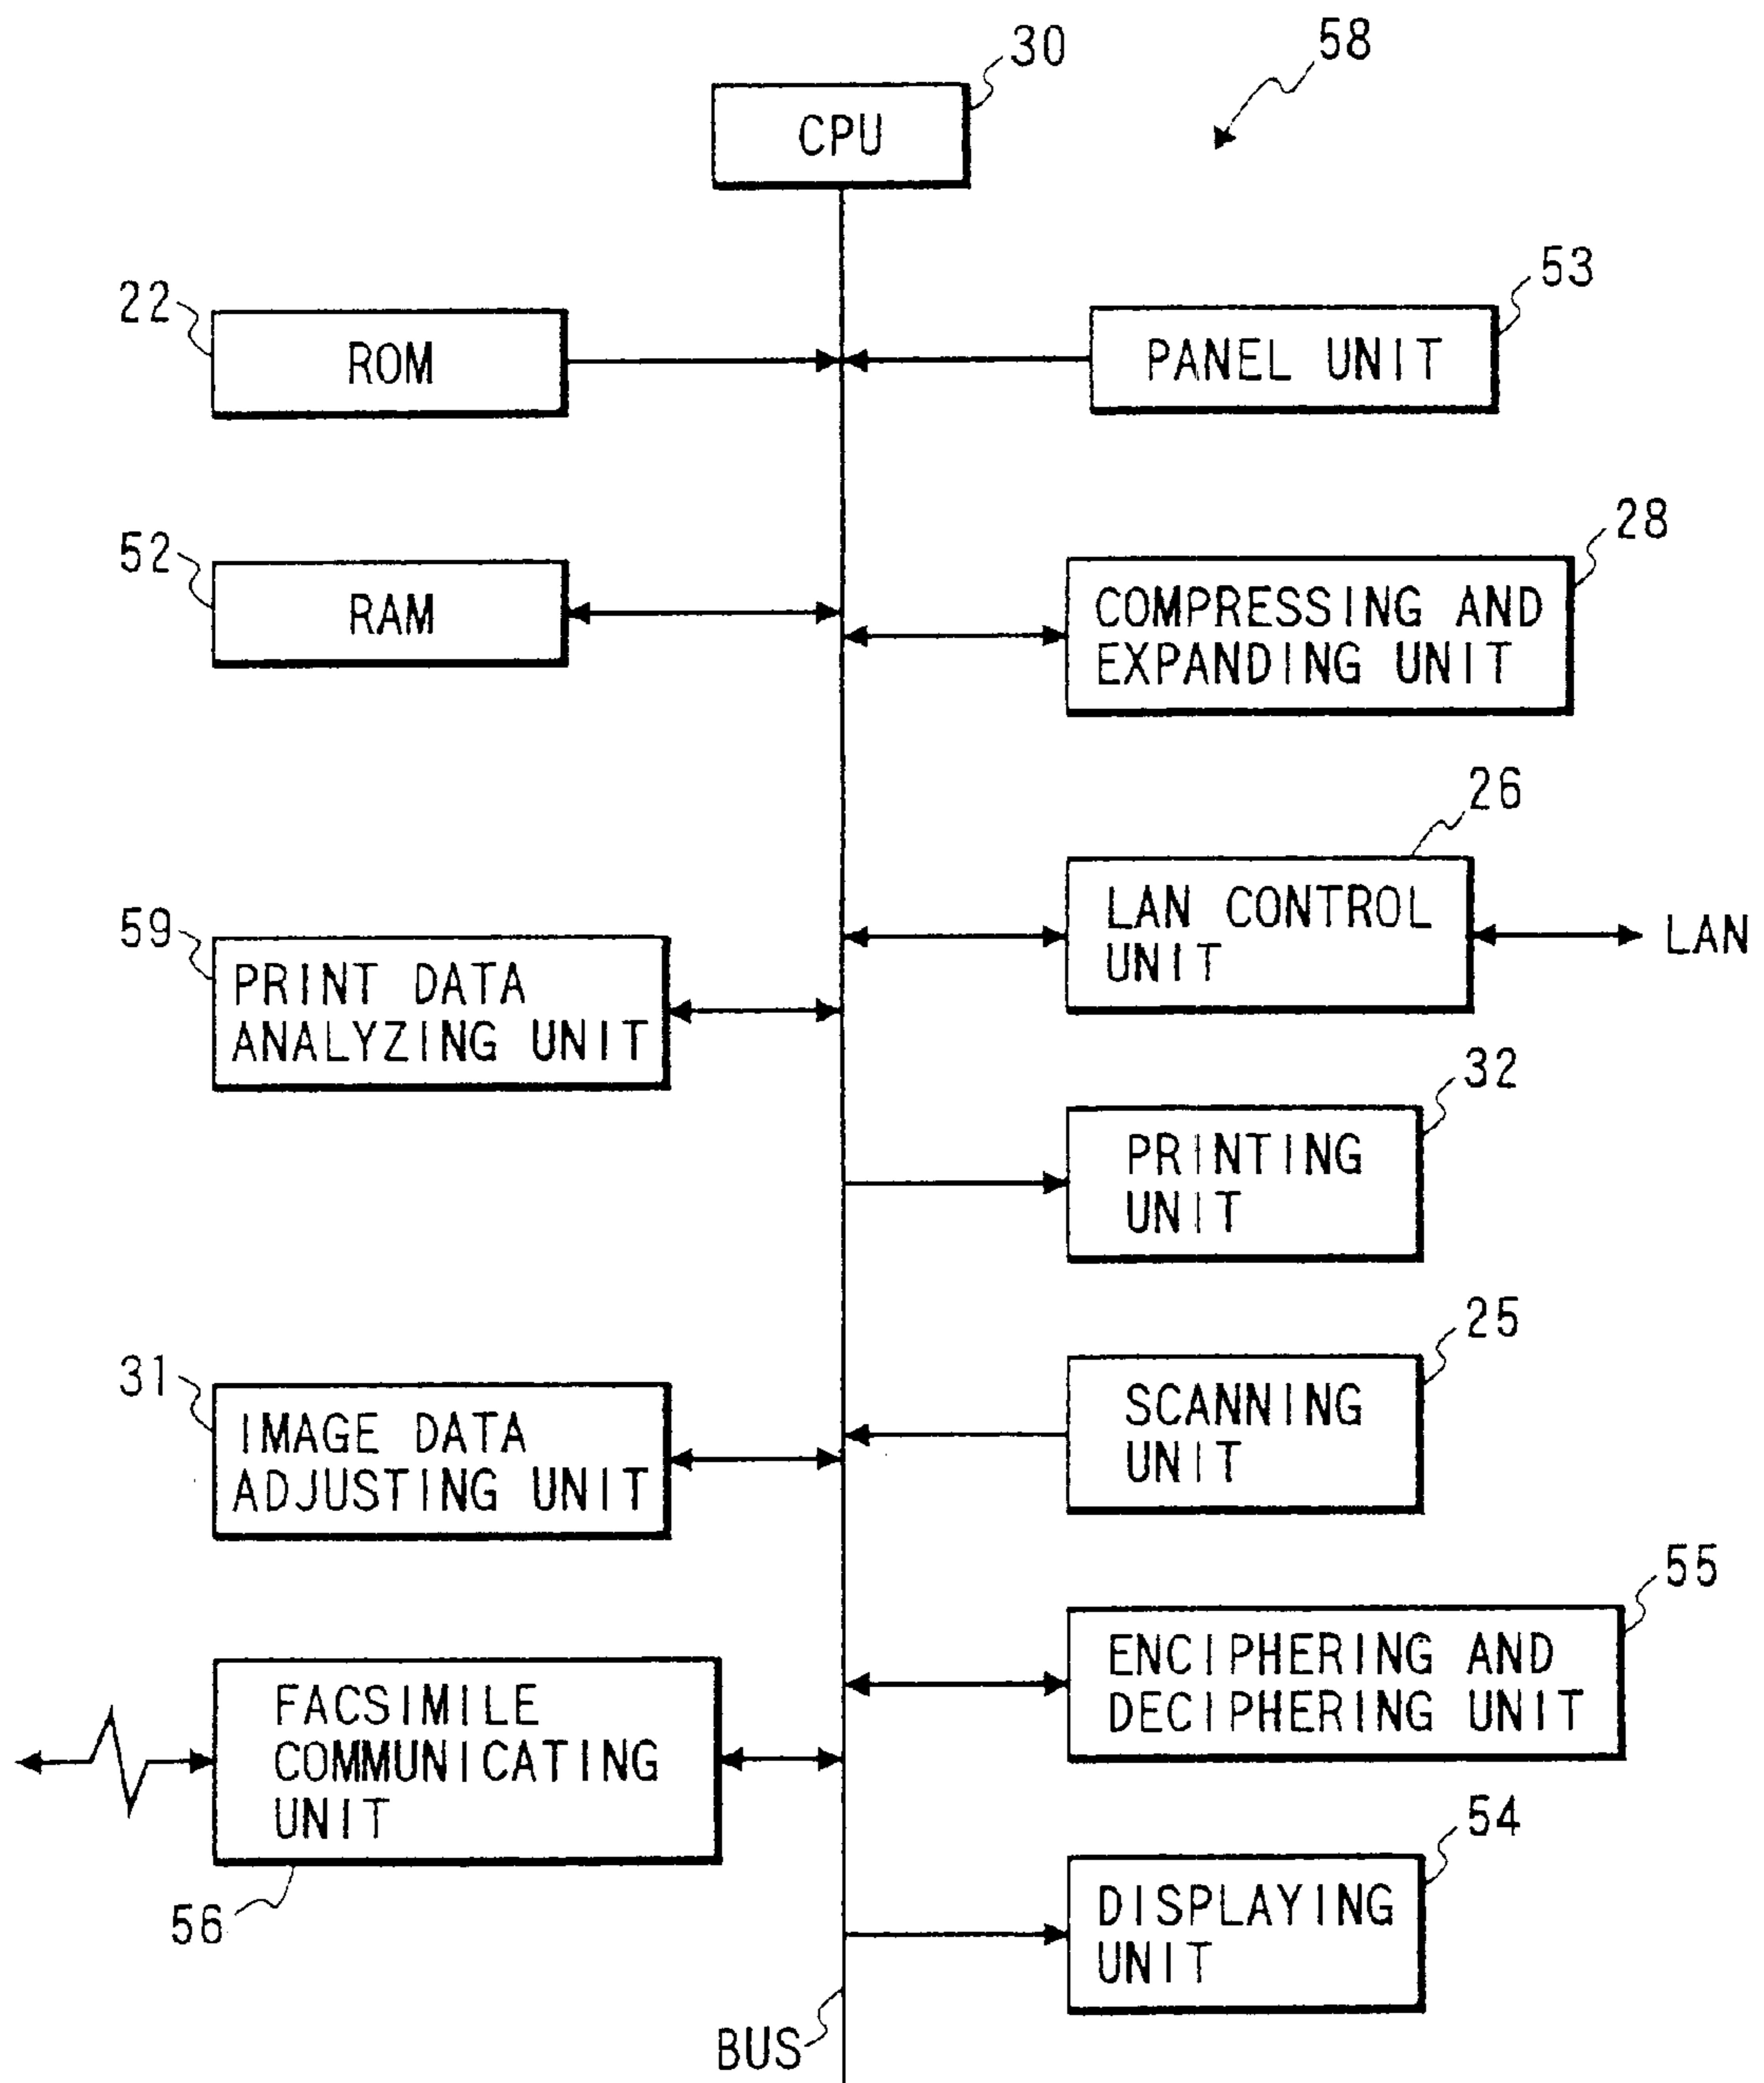 30
58
CPU
22
ROM
53
PANEL UNIT
52
RAM
28
COMPRESSING AND
EXPANDING UNIT
26
LAN CONTROL
UNIT
LAN
59
PRINT DATA
ANALYZING UNIT
32
PRINTING
UNIT
25
SCANNING
UNIT
31
IMAGE DATA
ADJUSTING UNIT
55
ENCIPHERING AND
DECIPHERING UNIT
FACSIMILE
COMMUNICATING
UNIT
56
54
DISPLAYING
UNIT
BUS